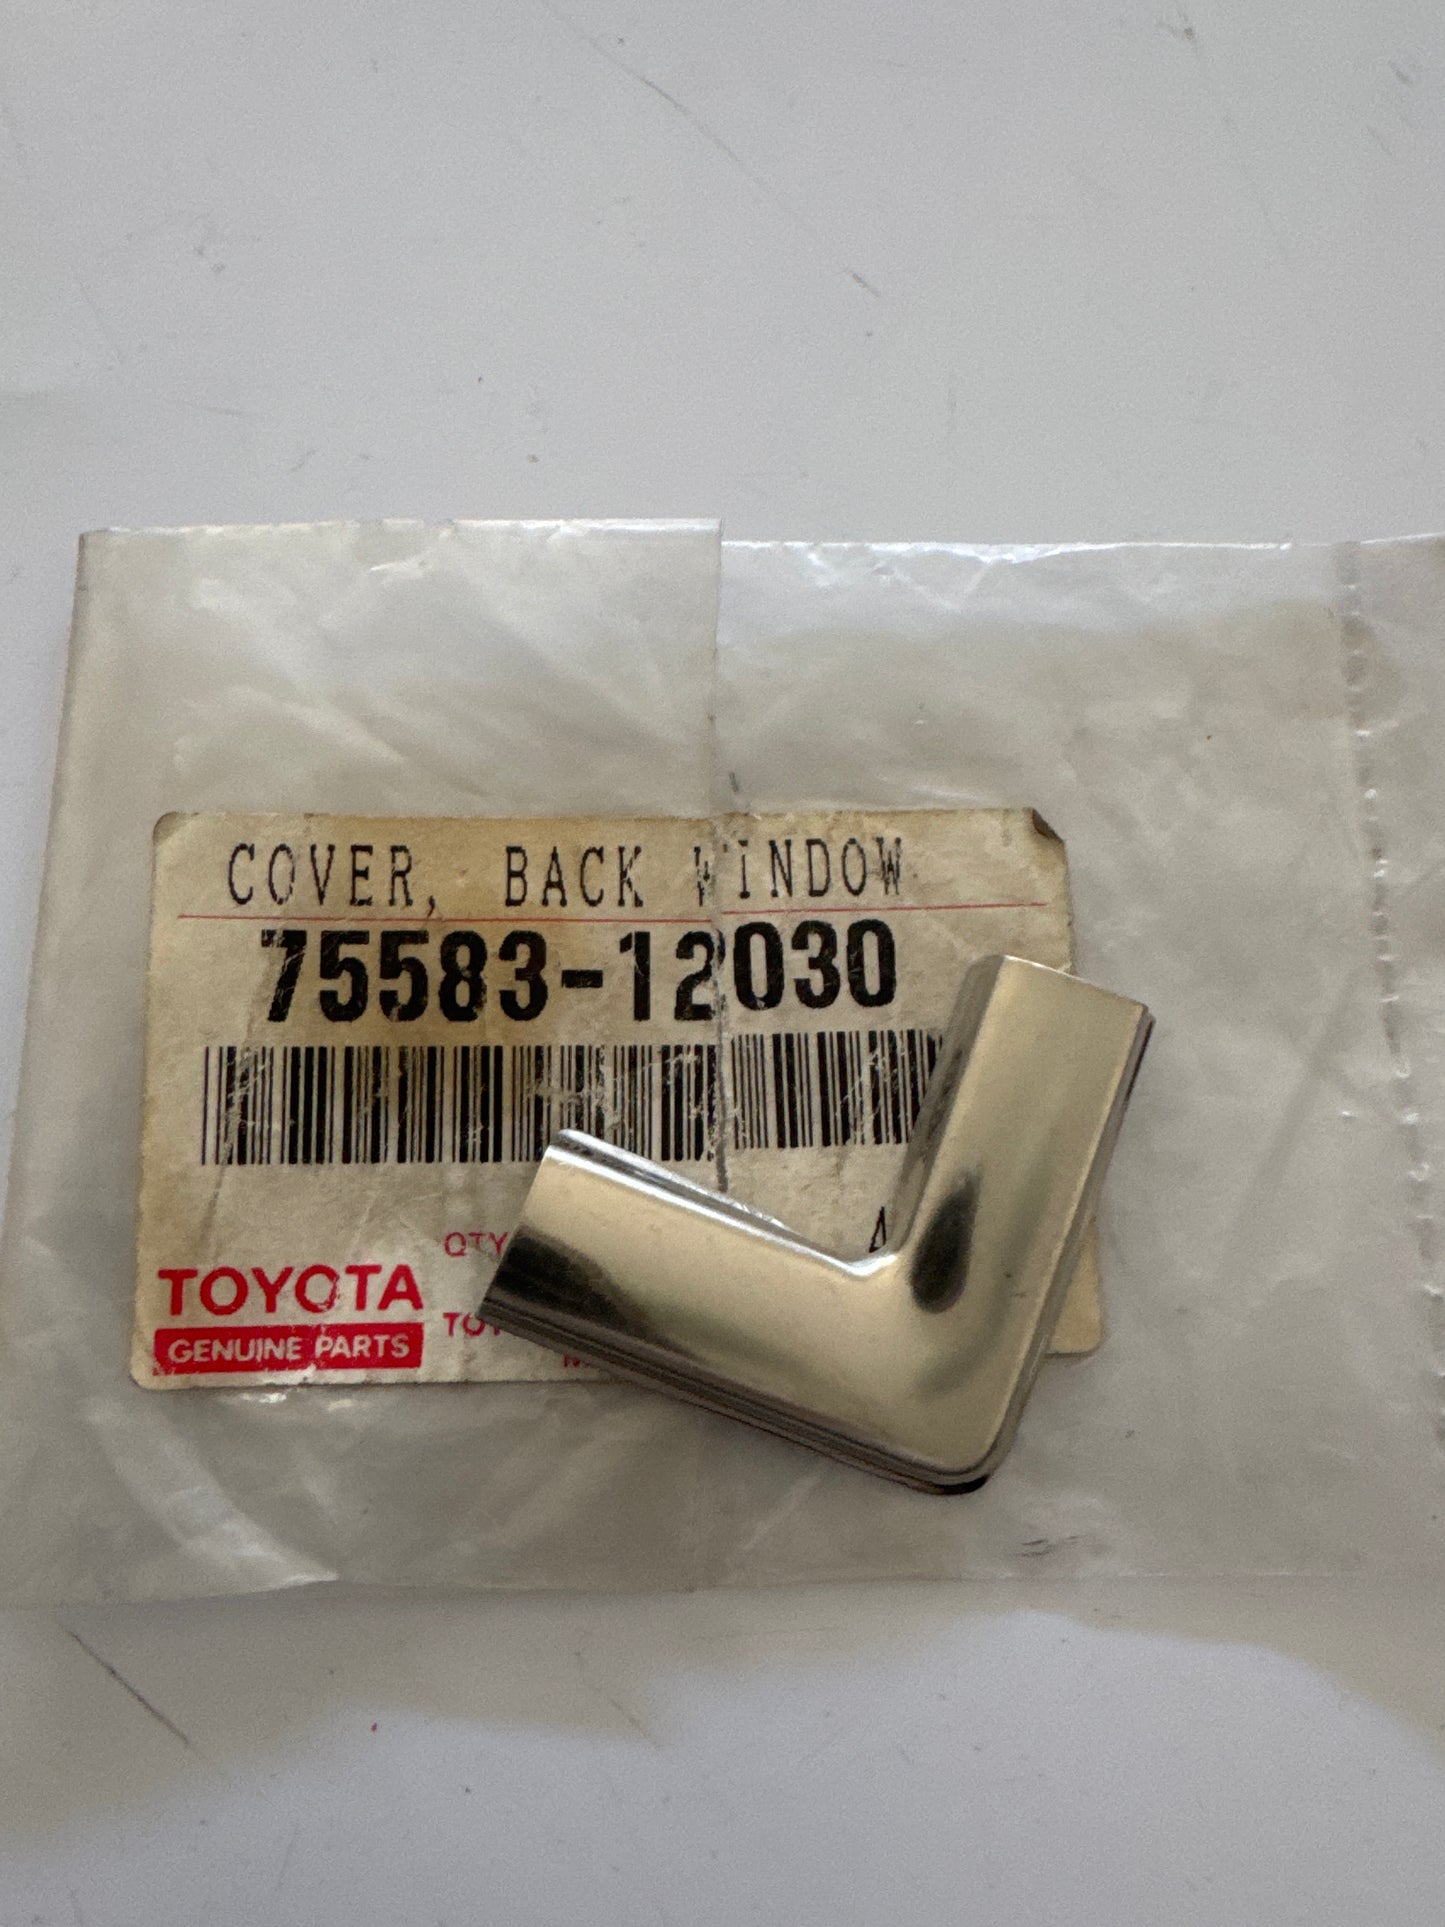 COVER, BACK WINDOW
75583-12030
QTY
TOYOTA
GENUINE PARTS